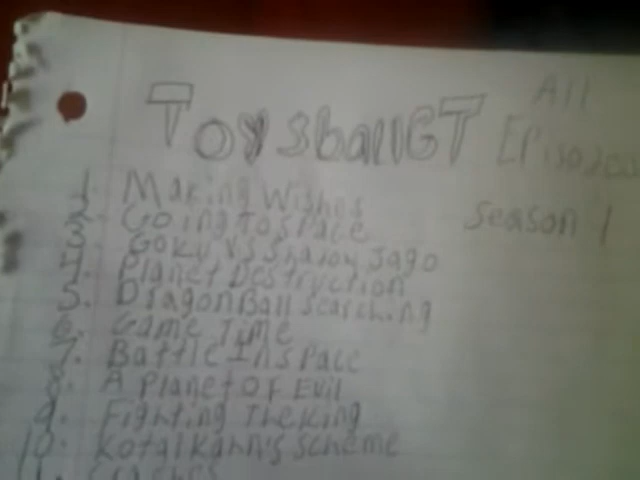 ToysballGT
All
Season 1
1. Making Wishes
2. Going To Space
3. Goku Vs Shadow Jago
4. Planet Destruction
5. Dragon Ball Searching
6. Game Time
7. Battle In Space
8. A Planet Of Evil
9. Fighting The King
10. Kotal Kahn's Scheme
11.